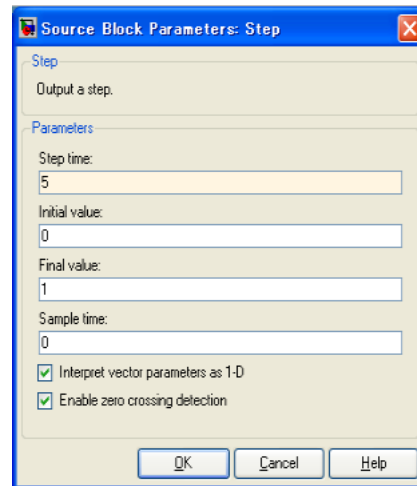 Source Block Parameters: Step
Step
Output a step.
Parameters
Step time:
5
Initial value:
0
Final value:
1
Sample time:
0
Interpret vector parameters as 1-D
Enable zero crossing detection
OK
Cancel
Help